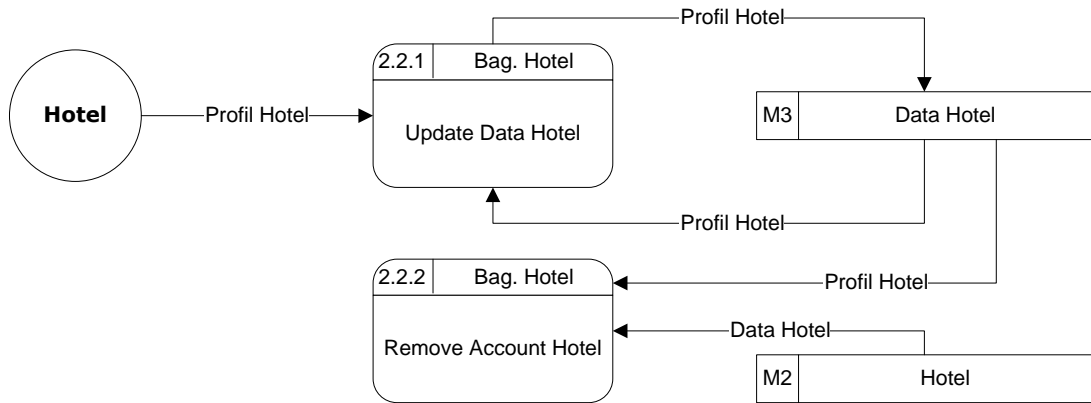 Profil Hotel
2.2.1 Bag. Hotel
Hotel
Profil Hotel
Update Data Hotel
M3 Data Hotel
Profil Hotel
2.2.2 Bag. Hotel
Profil Hotel
Remove Account Hotel
Data Hotel
M2 Hotel